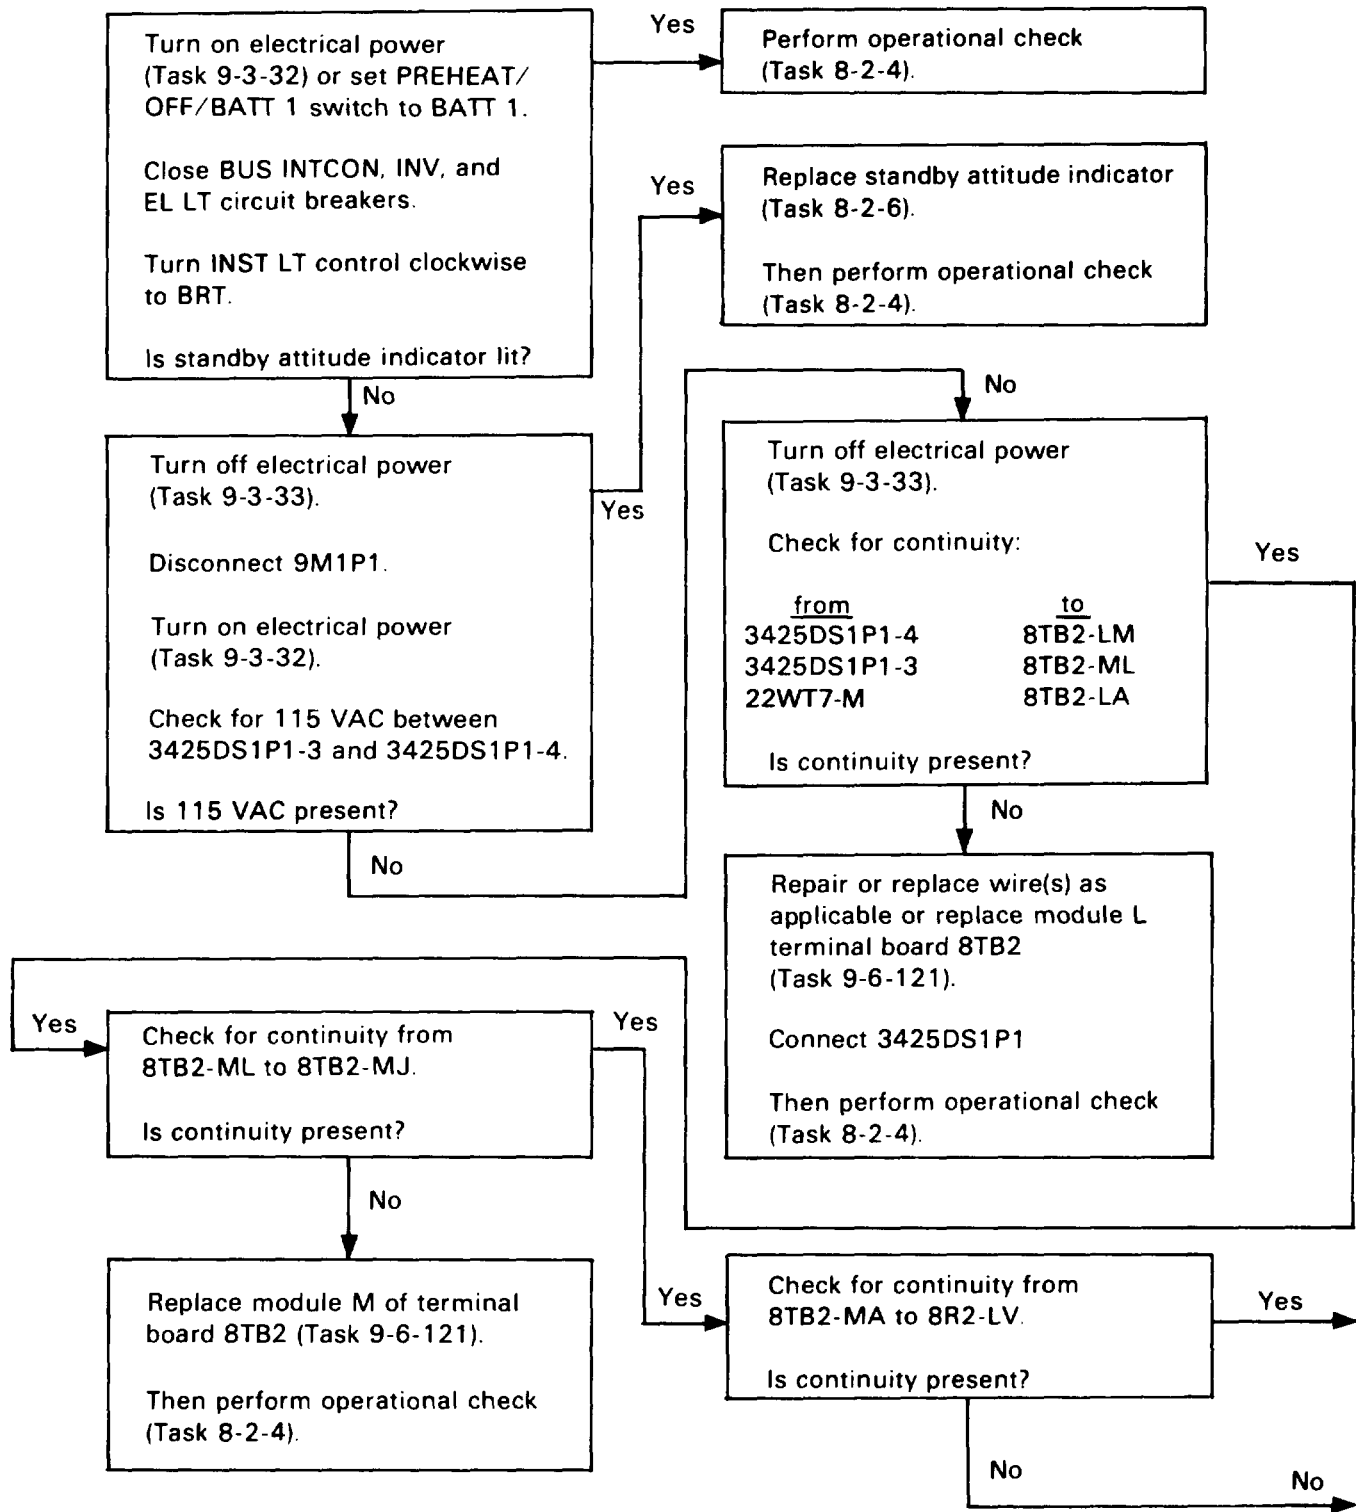 Turn on electrical power
(Task 9-3-32) or set PREHEAT/
OFF/BATT 1 switch to BATT 1.
Close BUS INTCON, INV, and
EL LT circuit breakers.
Turn INST LT control clockwise
to BRT.
Is standby attitude indicator lit?
Yes
Perform operational check
(Task 8-2-4).
No
Turn off electrical power
(Task 9-3-33).
Disconnect 9M1P1.
Turn on electrical power
(Task 9-3-32).
Check for 115 VAC between
3425DS1P1-3 and 3425DS1P1-4.
Is 115 VAC present?
Yes
Yes
Replace standby attitude indicator
(Task 8-2-6).
Then perform operational check
(Task 8-2-4).
No
No
Turn off electrical power
(Task 9-3-33).
Check for continuity:
from to
3425DS1P1-4 8TB2-LM
3425DS1P1-3 8TB2-ML
22WT7-M 8TB2-LA
Is continuity present?
Yes
No
Repair or replace wire(s) as
applicable or replace module L
terminal board 8TB2
(Task 9-6-121).
Connect 3425DS1P1
Then perform operational check
(Task 8-2-4).
Yes
Check for continuity from
8TB2-ML to 8TB2-MJ.
Is continuity present?
Yes
No
Replace module M of terminal
board 8TB2 (Task 9-6-121).
Then perform operational check
(Task 8-2-4).
Yes
Check for continuity from
8TB2-MA to 8R2-LV.
Is continuity present?
Yes
No
No